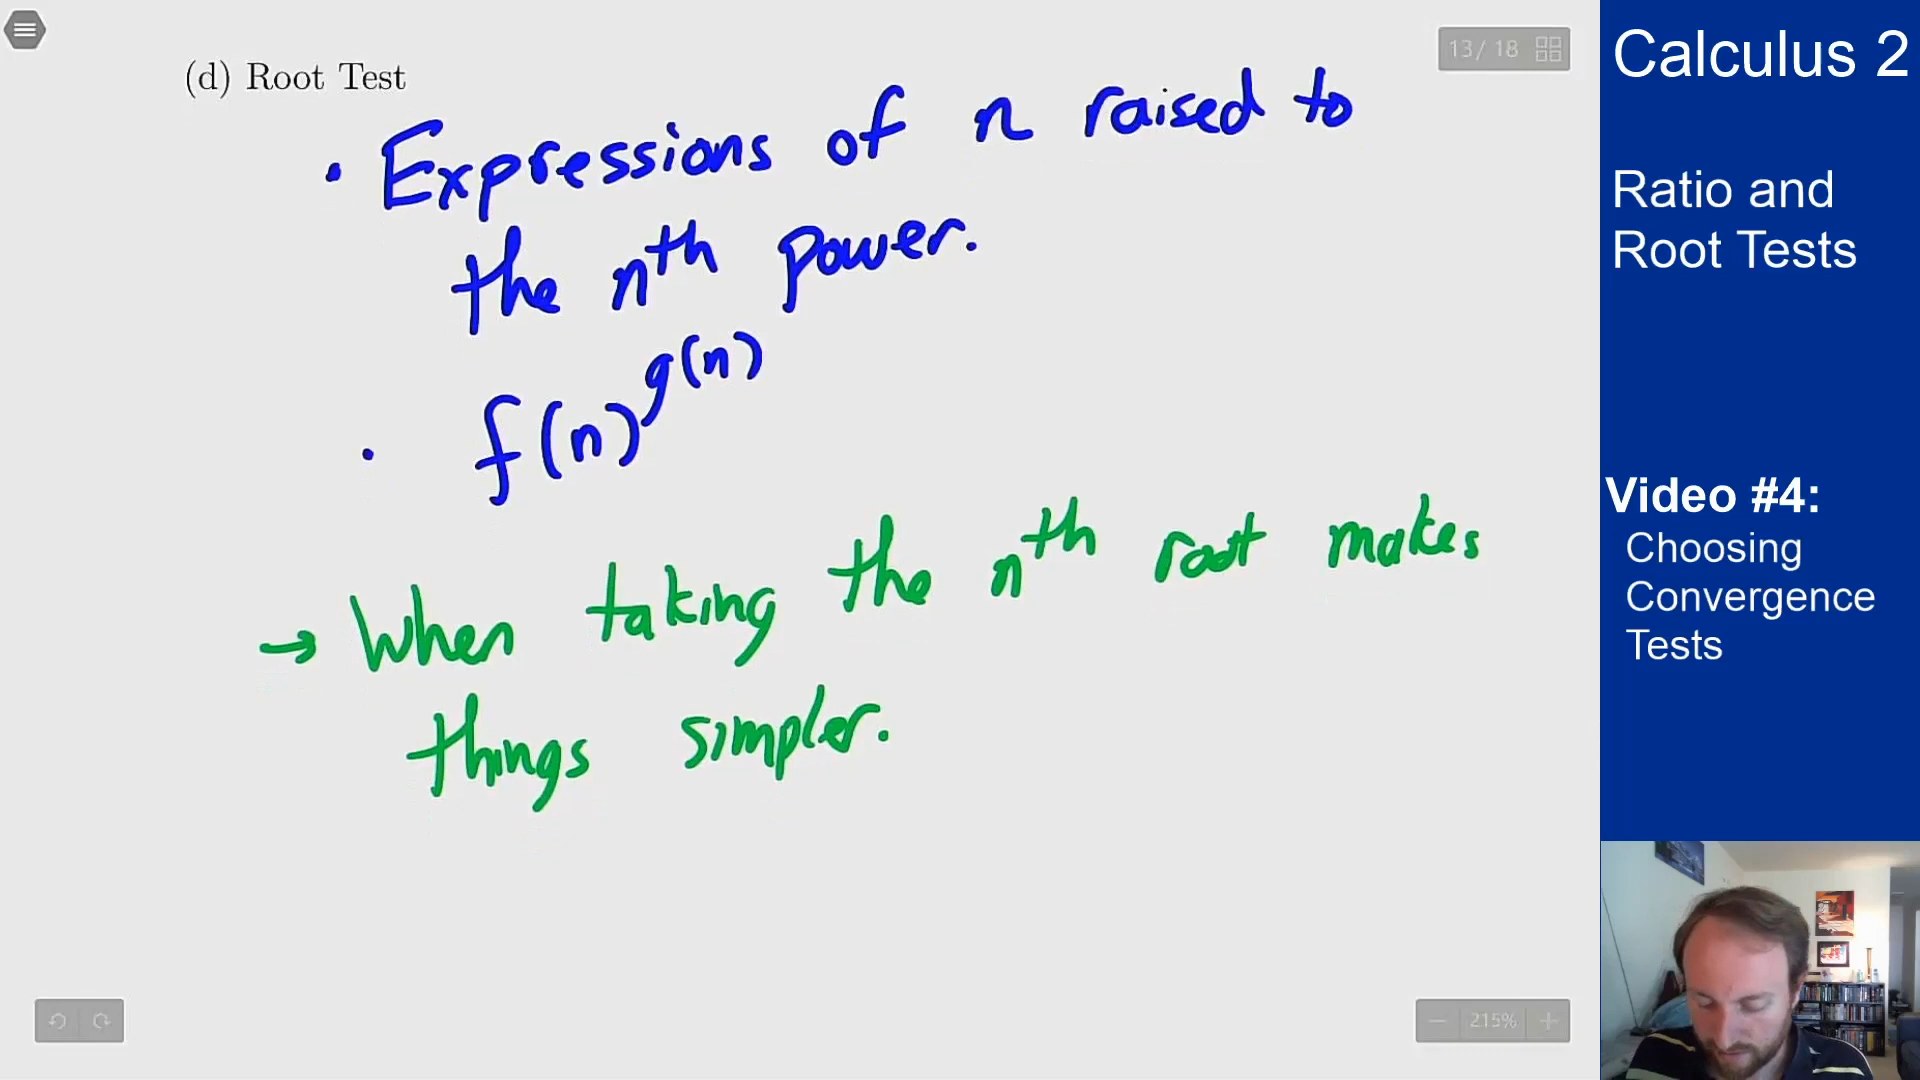 (d) Root Test
• Expressions of n raised to
the nth power.
• f(n)^g(n)
→ When taking the nth root makes
things simpler.
13 / 18
215%
Calculus 2
Ratio and
Root Tests
Video #4:
Choosing
Convergence
Tests